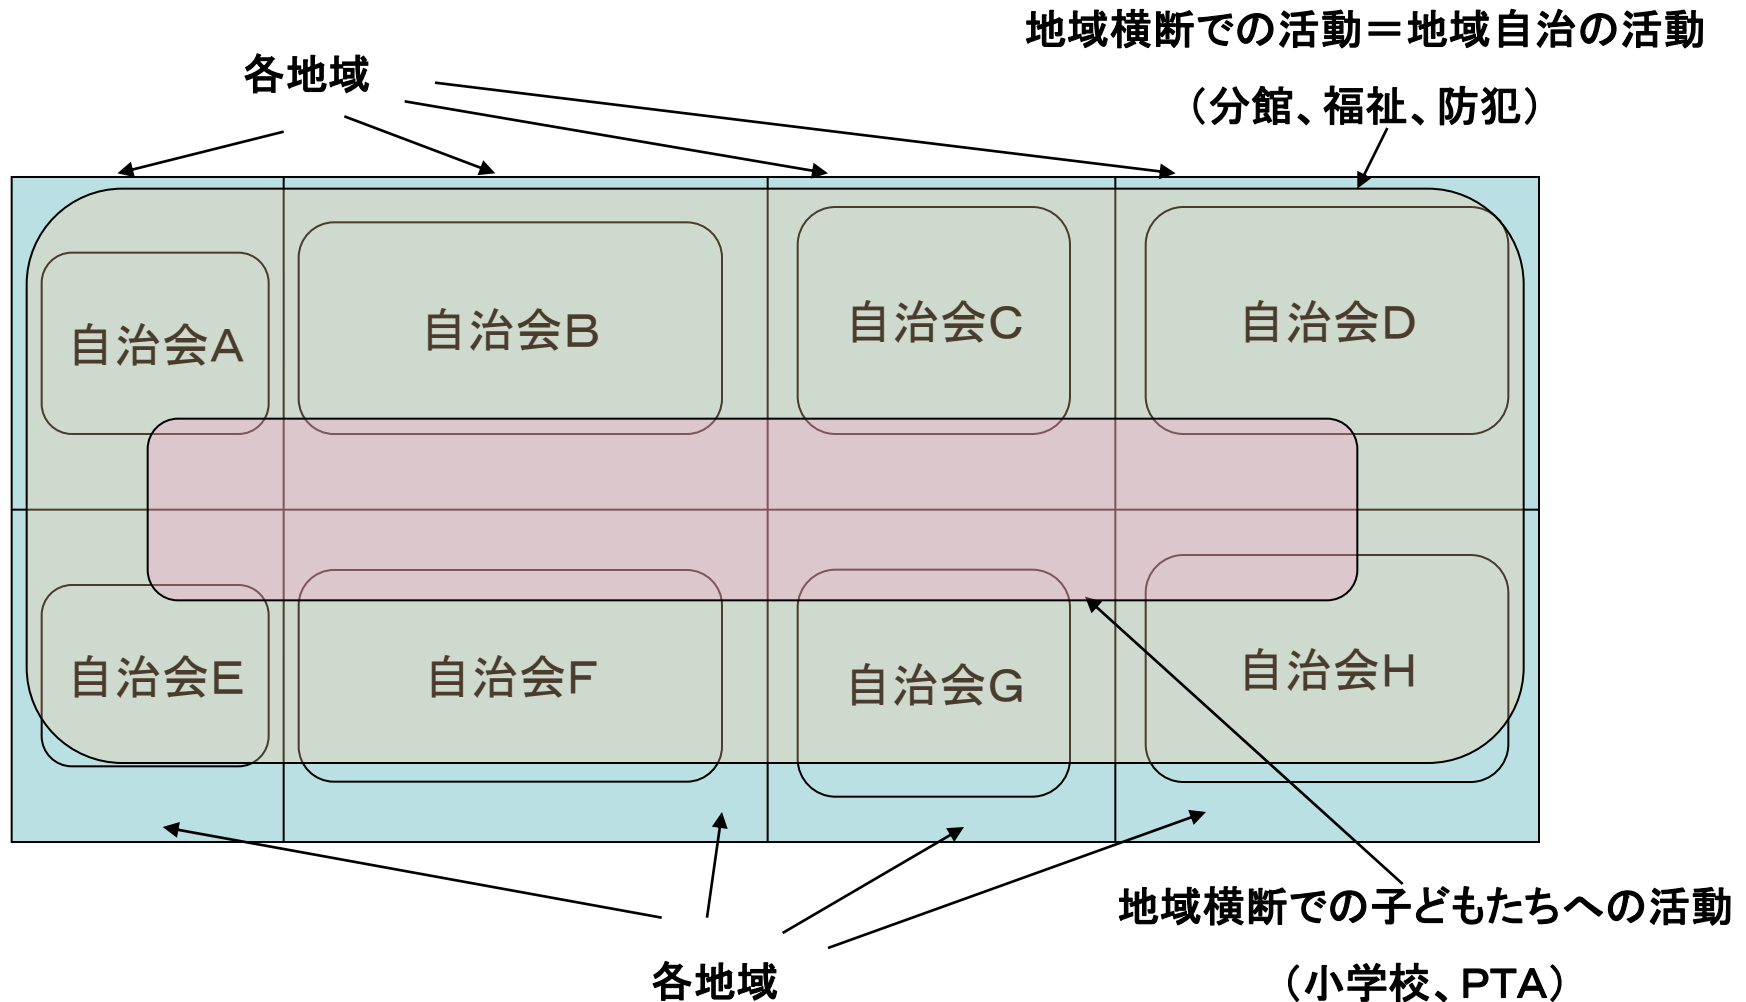 地域横断での活動＝地域自治の活動
（分館、福祉、防犯）
各地域
自治会A
自治会B
自治会C
自治会D
自治会E
自治会F
自治会G
自治会H
地域横断での子どもたちへの活動
（小学校、PTA）
各地域